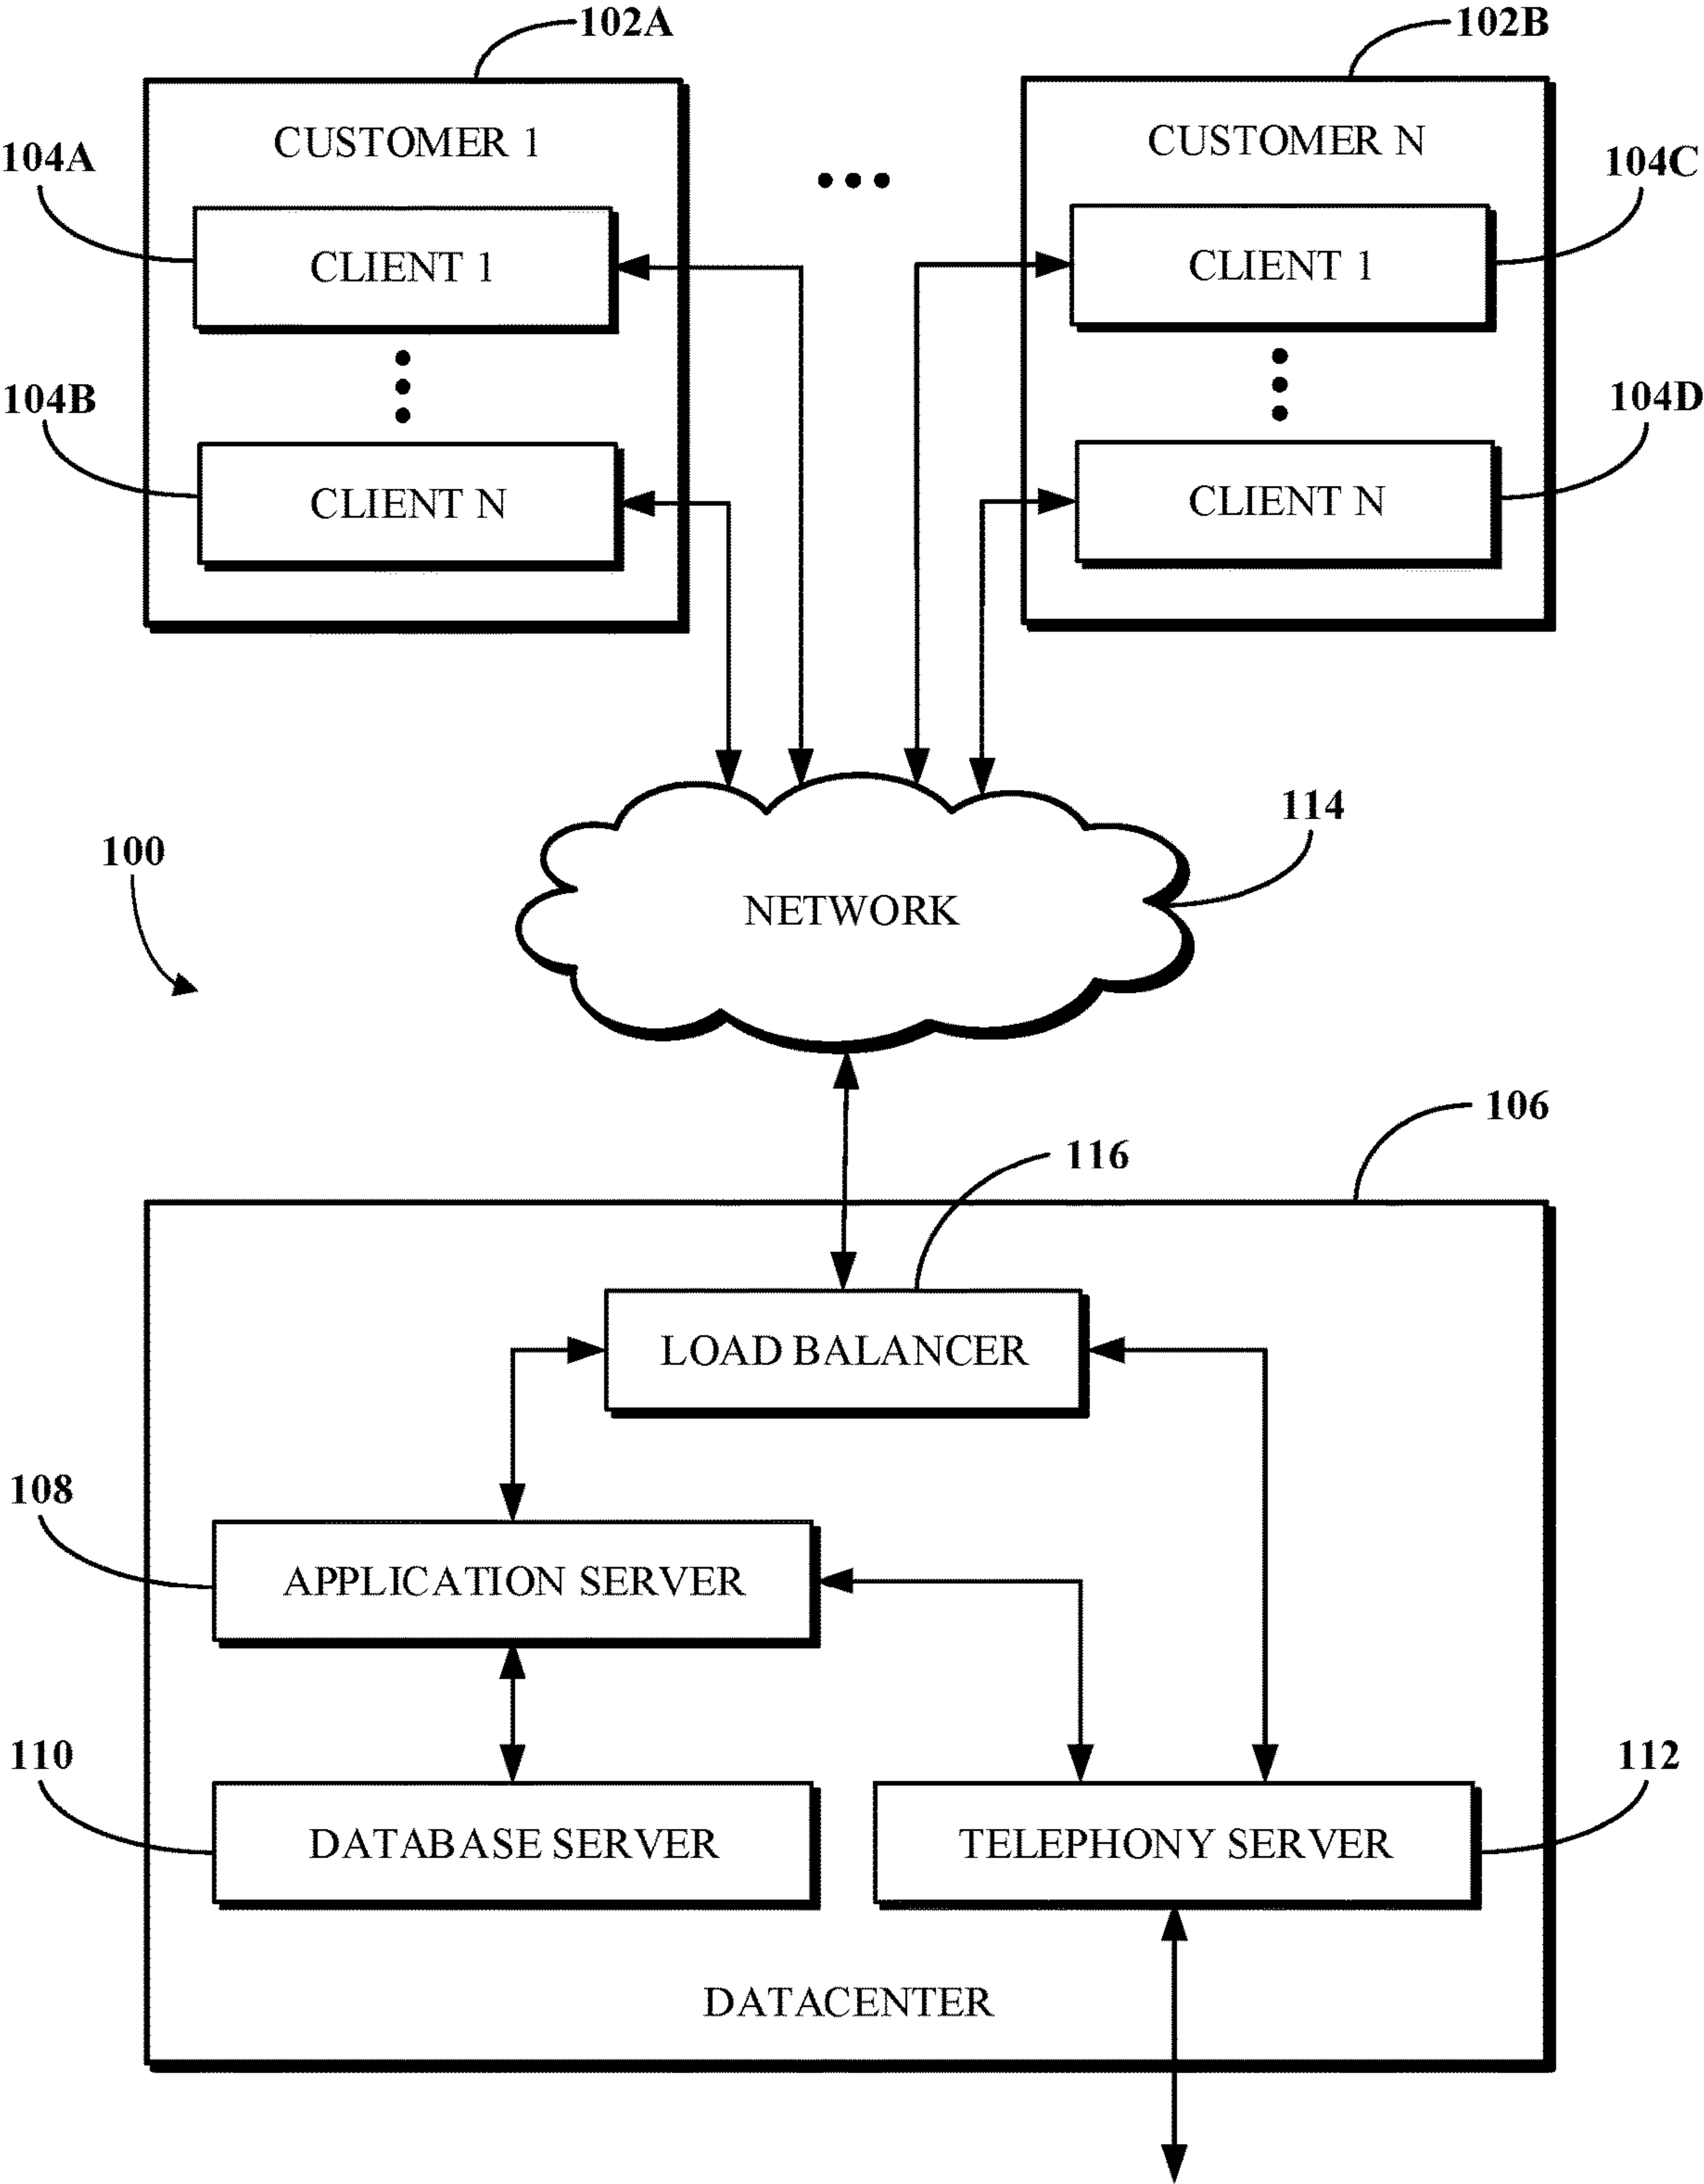 102A
102B
CUSTOMER 1
CUSTOMER N
104A
104C
CLIENT 1
CLIENT 1
104B
104D
CLIENT N
CLIENT N
114
100
NETWORK
106
116
LOAD BALANCER
108
APPLICATION SERVER
110
112
DATABASE SERVER
TELEPHONY SERVER
DATACENTER